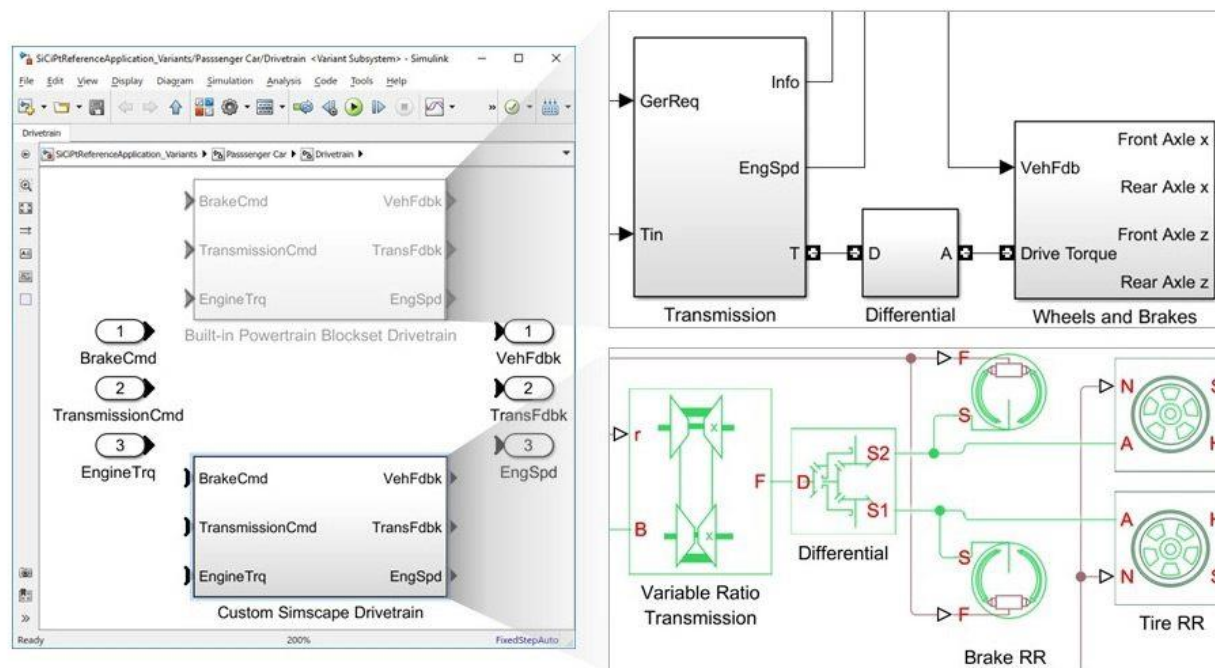 SiCiPtReferenceApplication_Variants/Passsenger Car/Drivetrain <Variant Subsystem> - Simulink
File Edit View Display Diagram Simulation Analysis Code Tools Help
Drivetrain
SiCiPtReferenceApplication_Variants Passsenger Car Drivetrain
BrakeCmd VehFdbk
TransmissionCmd TransFdbk
EngineTrq EngSpd
Built-in Powertrain Blockset Drivetrain
1
BrakeCmd
2
TransmissionCmd
3
EngineTrq
1
VehFdbk
2
TransFdbk
3
EngSpd
BrakeCmd VehFdbk
TransmissionCmd TransFdbk
EngineTrq EngSpd
Custom Simscape Drivetrain
Ready 200% FixedStepAuto
Info
GerReq
EngSpd
Tin
T
Transmission
D A
Differential
Front Axle x
VehFdb
Rear Axle x
Front Axle z
Drive Torque
Rear Axle z
Wheels and Brakes
r
B
F
x
x
Variable Ratio
Transmission
D
S2
S1
Differential
F
S
S
F
Brake RR
N
A
A
N
Tire RR